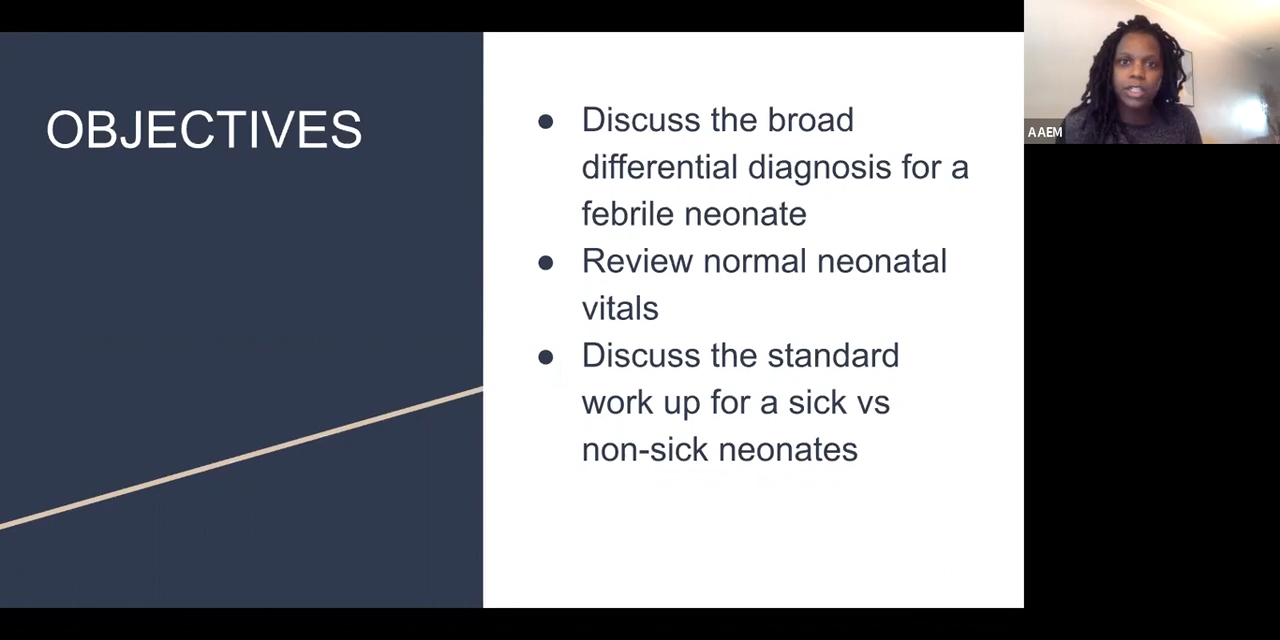 OBJECTIVES
● Discuss the broad
differential diagnosis for a
febrile neonate
● Review normal neonatal
vitals
● Discuss the standard
work up for a sick vs
non-sick neonates
AAEM